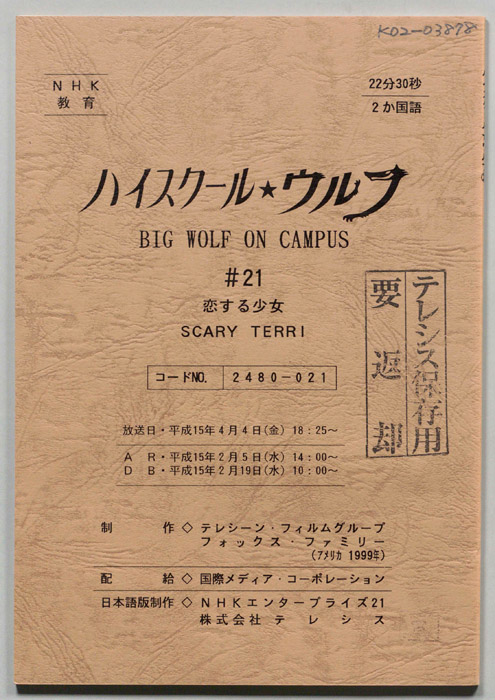 K02-03878
NHK
教育
22分30秒
2か国語
ハイスクール★ウルフ
BIG WOLF ON CAMPUS
#21
恋する少女
SCARY TERRI
コードNO. 2480-021
テレシス保存用
要返却
放送日・平成15年4月4日(金) 18:25〜
AR・平成15年2月5日(水) 14:00〜
DB・平成15年2月19日(水) 10:00〜
制作◇テレシーン・フィルムグループ
フォックス・ファミリー
(アメリカ 1999年)
配給◇国際メディア・コーポレーション
日本語版制作◇NHKエンタープライズ21
株式会社テレシス